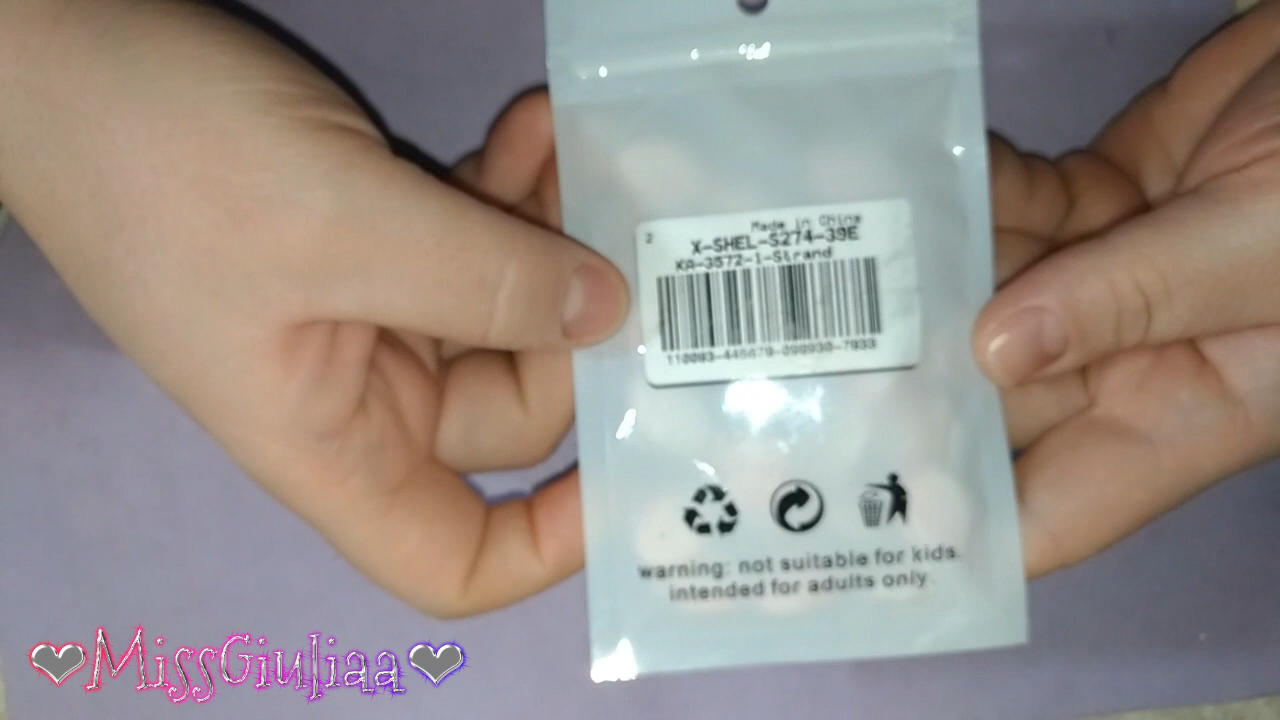 2
Made in China
X-SHEL-S274-39E
KA-3572-1-Strand
warning: not suitable for kids.
intended for adults only.
❤MissGiuliaa❤